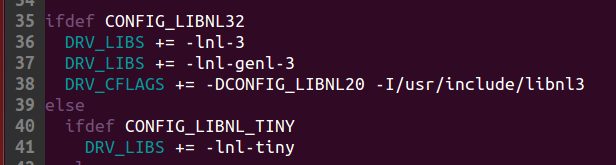 35 ifdef CONFIG_LIBNL32
36   DRV_LIBS += -lnl-3
37   DRV_LIBS += -lnl-genl-3
38   DRV_CFLAGS += -DCONFIG_LIBNL20 -I/usr/include/libnl3
39 else
40   ifdef CONFIG_LIBNL_TINY
41     DRV_LIBS += -lnl-tiny